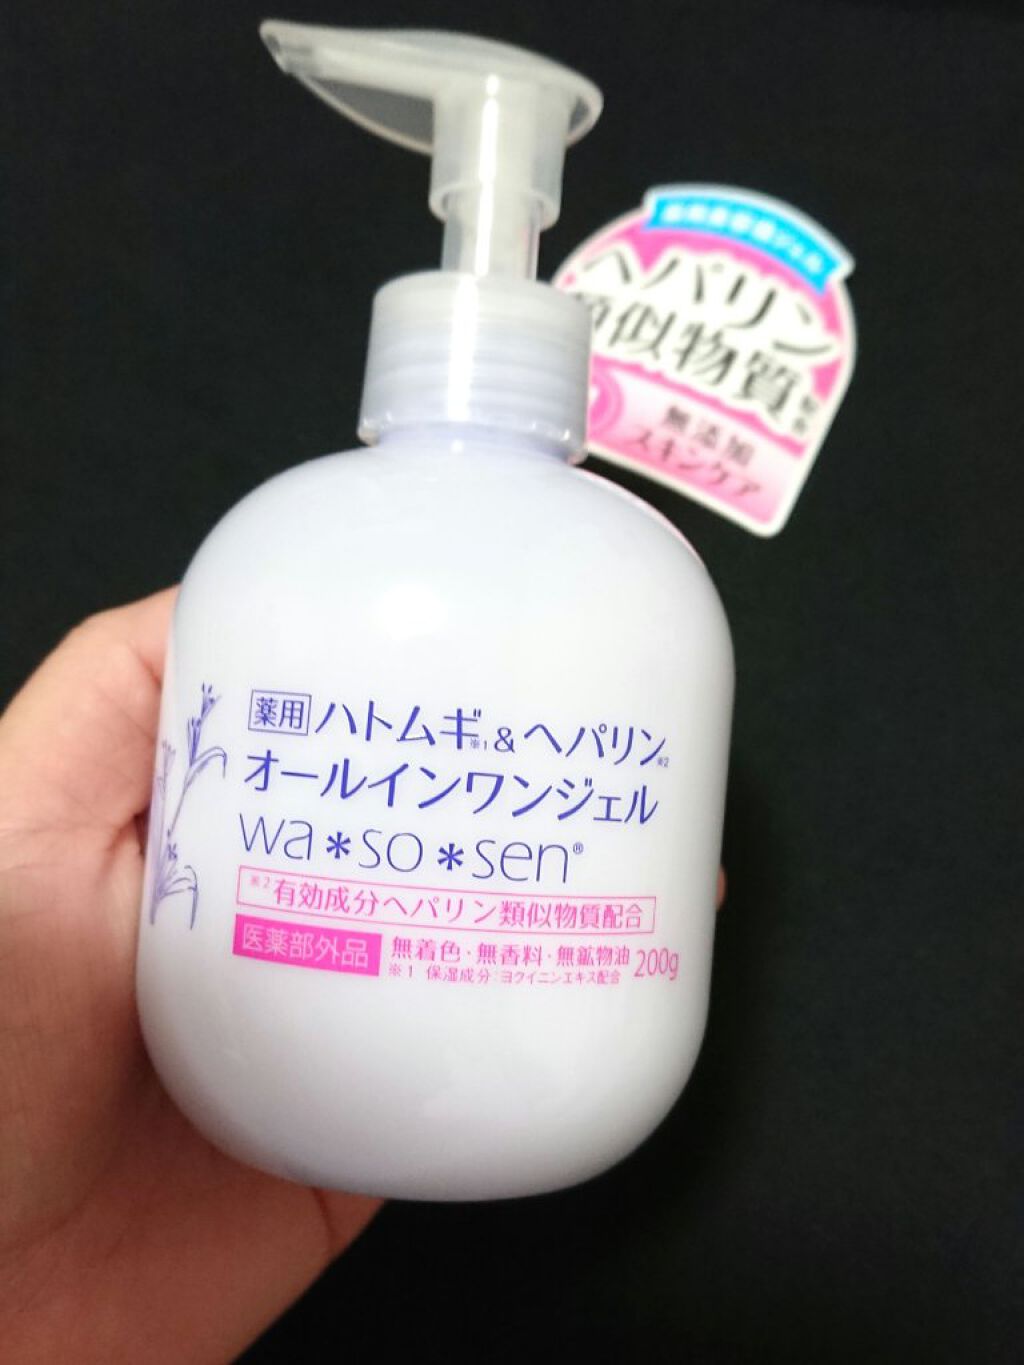 ヘパリン
類似物質配合
無添加
スキンケア
薬用 ハトムギ※1&ヘパリン※2
オールインワンジェル
wa*so*sen®
※2有効成分ヘパリン類似物質配合
医薬部外品 無着色・無香料・無鉱物油 200g
※1 保湿成分:ヨクイニンエキス配合